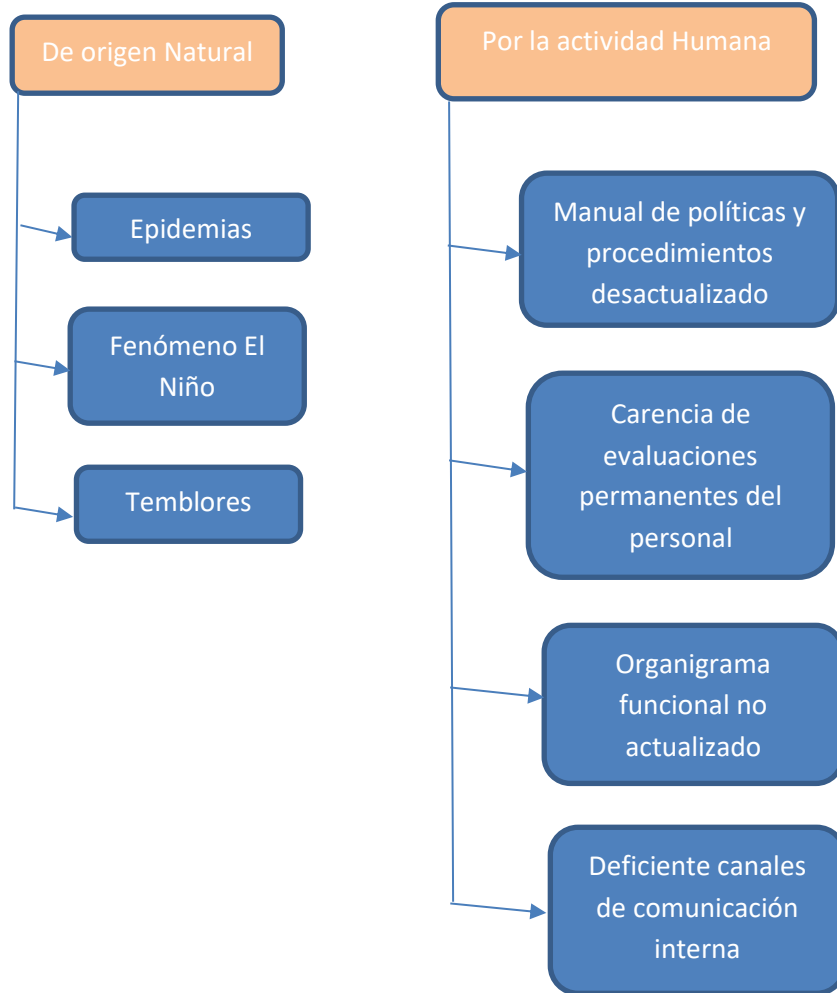 De origen Natural
Epidemias
Fenómeno El
Niño
Temblores
Por la actividad Humana
Manual de políticas y
procedimientos
desactualizado
Carencia de
evaluaciones
permanentes del
personal
Organigrama
funcional no
actualizado
Deficiente canales
de comunicación
interna